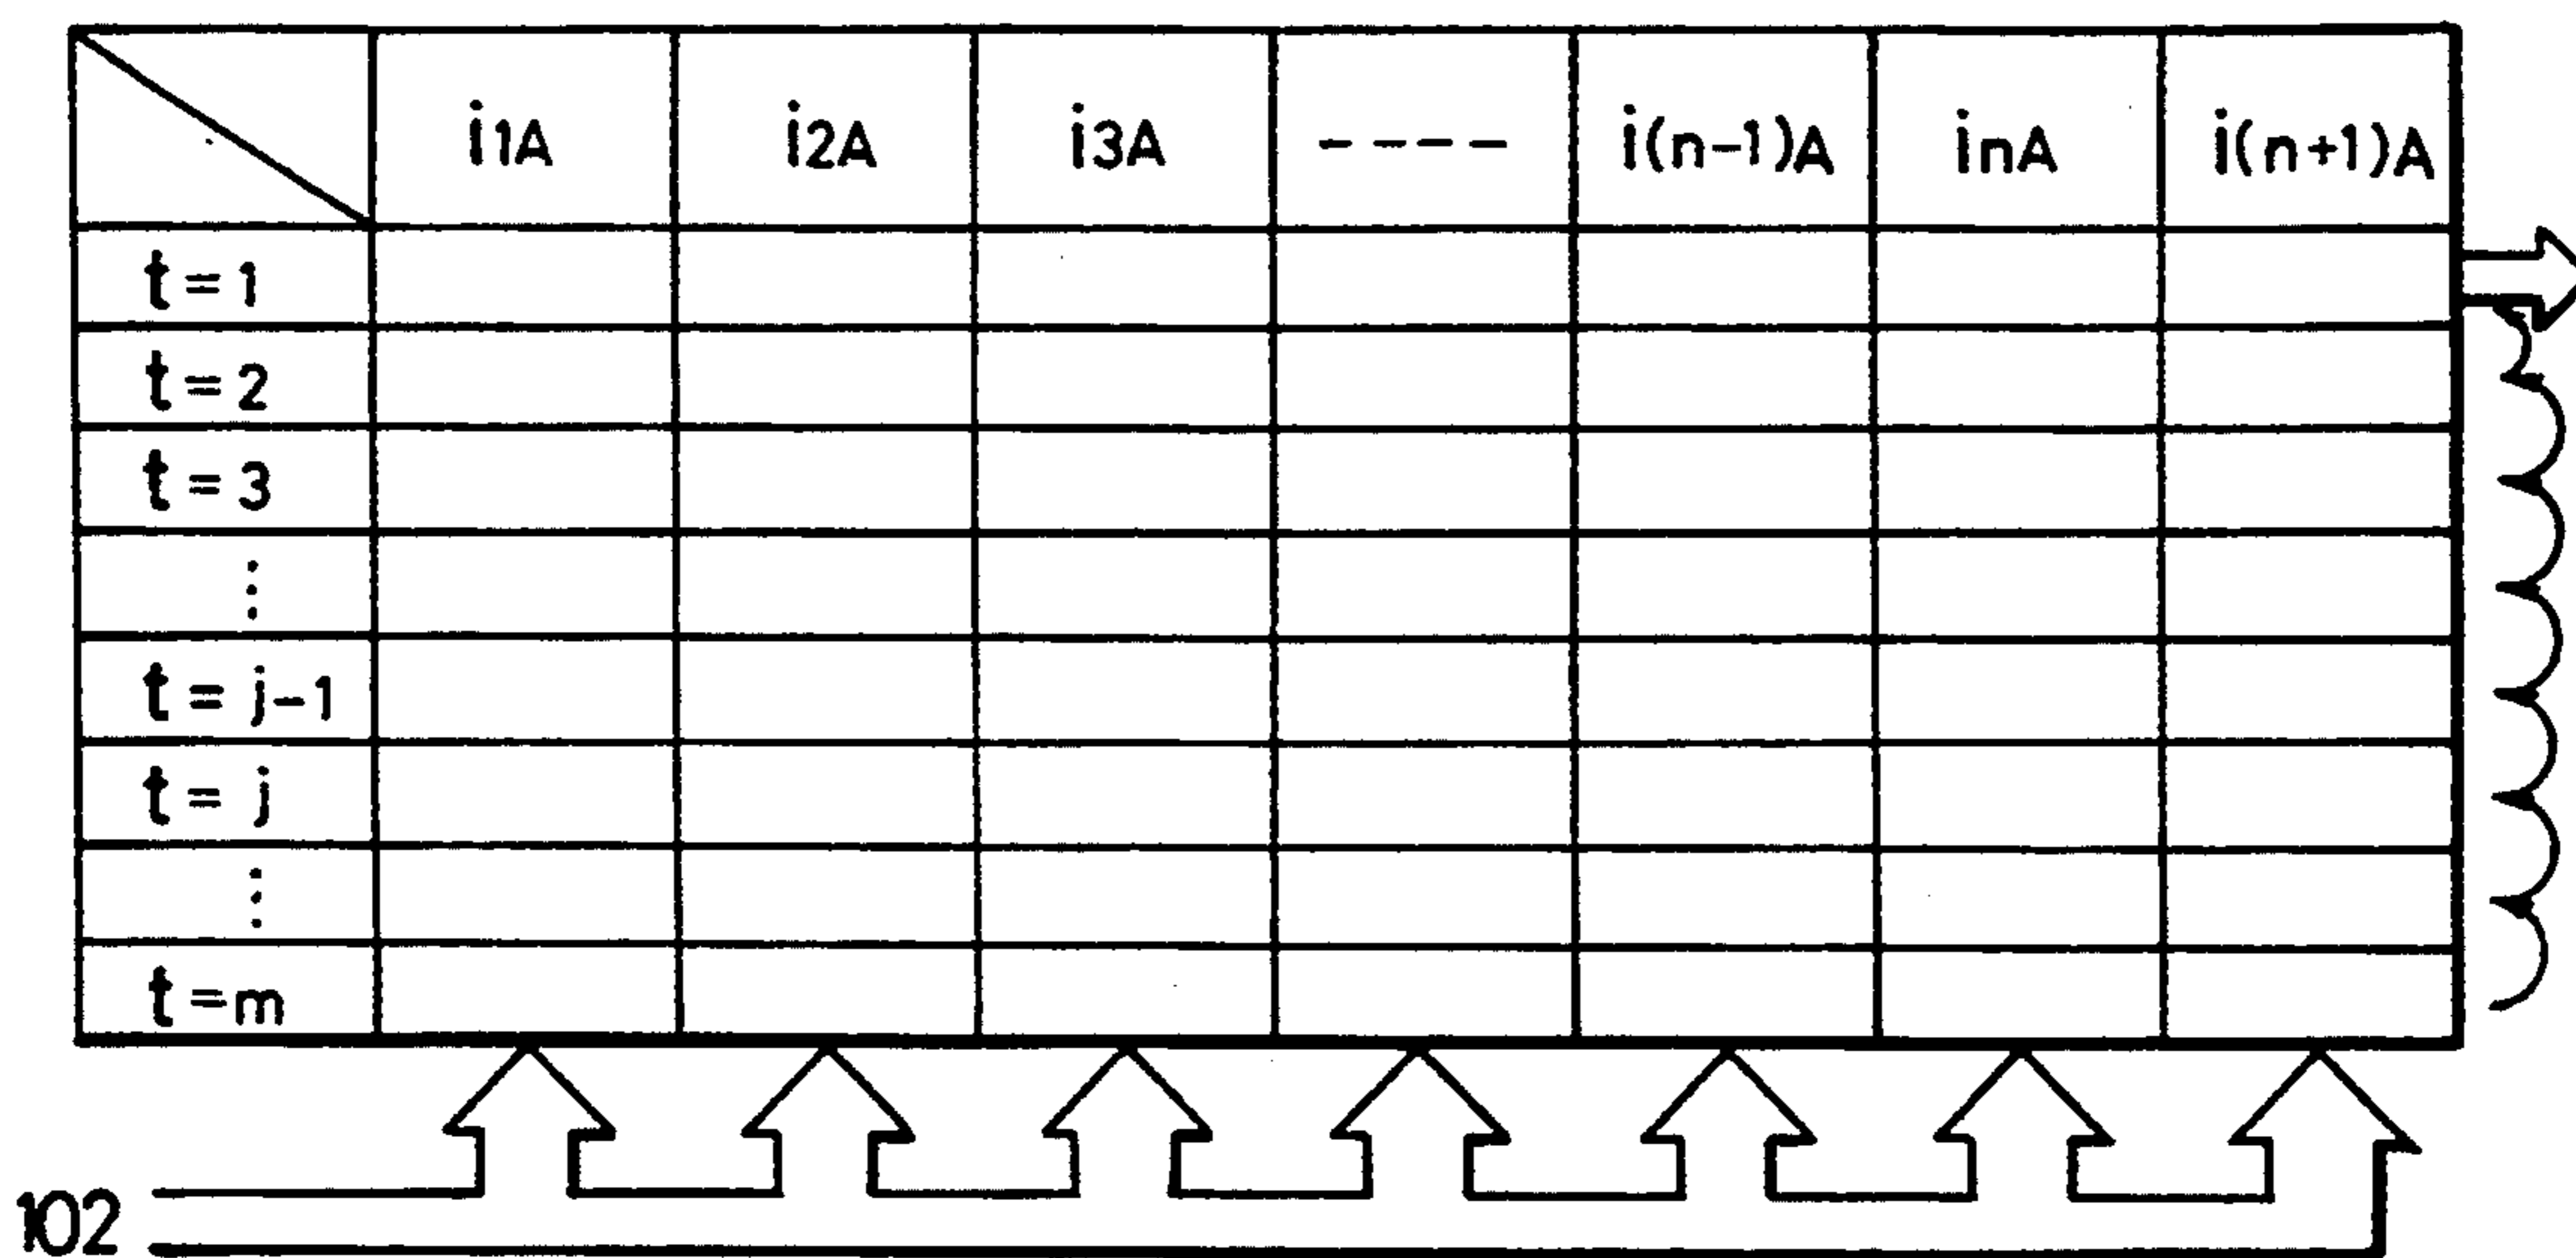 i1A i2A i3A ---- i(n-1)A inA i(n+1)A
t=1
t=2
t=3
⋮
t=j-1
t=j
⋮
t=m
102